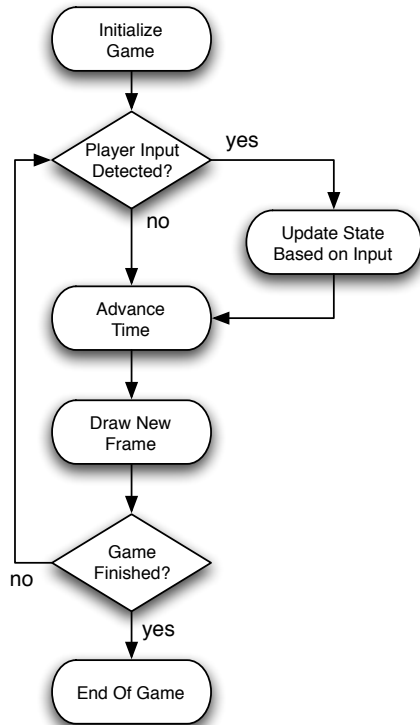 Initialize
Game
Player Input
Detected?
yes
no
Update State
Based on Input
Advance
Time
Draw New
Frame
Game
Finished?
no
yes
End Of Game